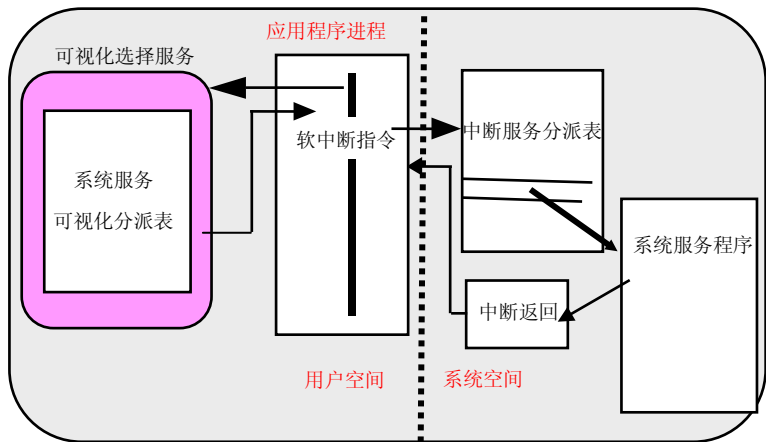 应用程序进程
可视化选择服务
软中断指令
中断服务分派表
系统服务
可视化分派表
系统服务程序
中断返回
用户空间
系统空间